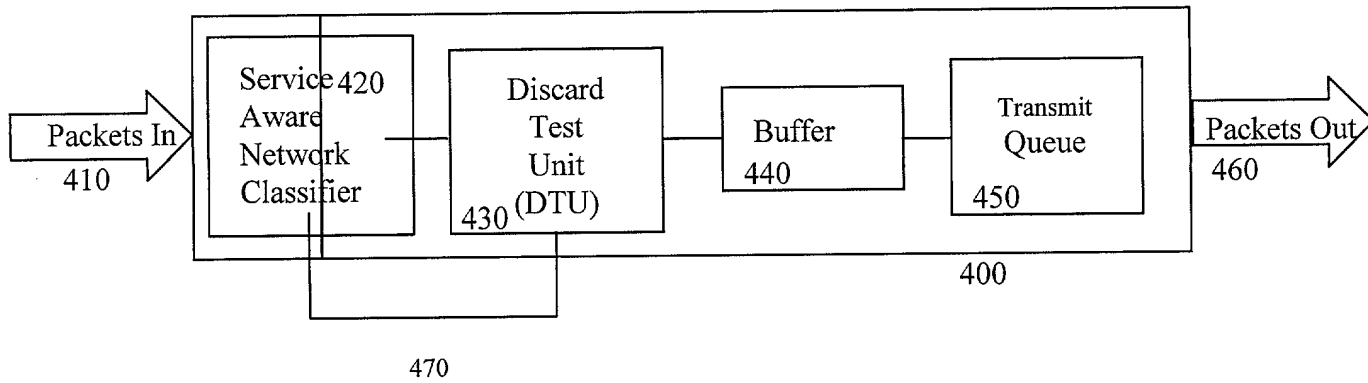 Packets In
410
Service
Aware
Network
Classifier
420
Discard
Test
Unit
(DTU)
430
Buffer
440
Transmit
Queue
450
Packets Out
460
400
470